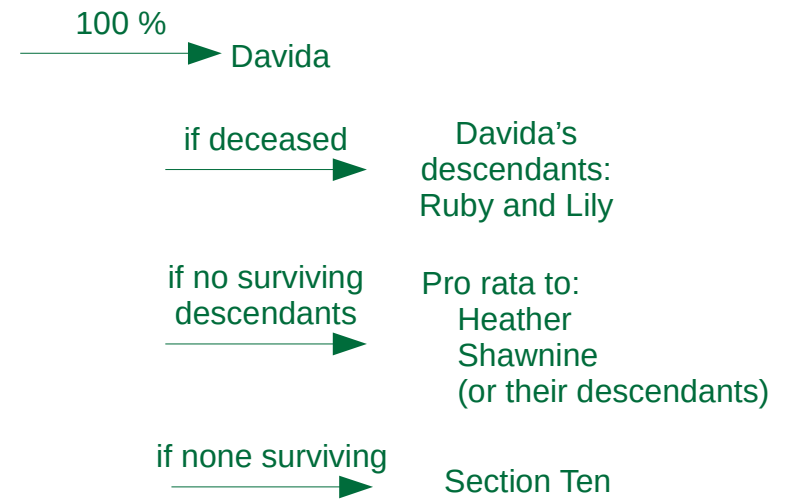 100 %
Davida
if deceased
Davida’s
descendants:
Ruby and Lily
if no surviving
descendants
Pro rata to:
Heather
Shawnine
(or their descendants)
if none surviving
Section Ten